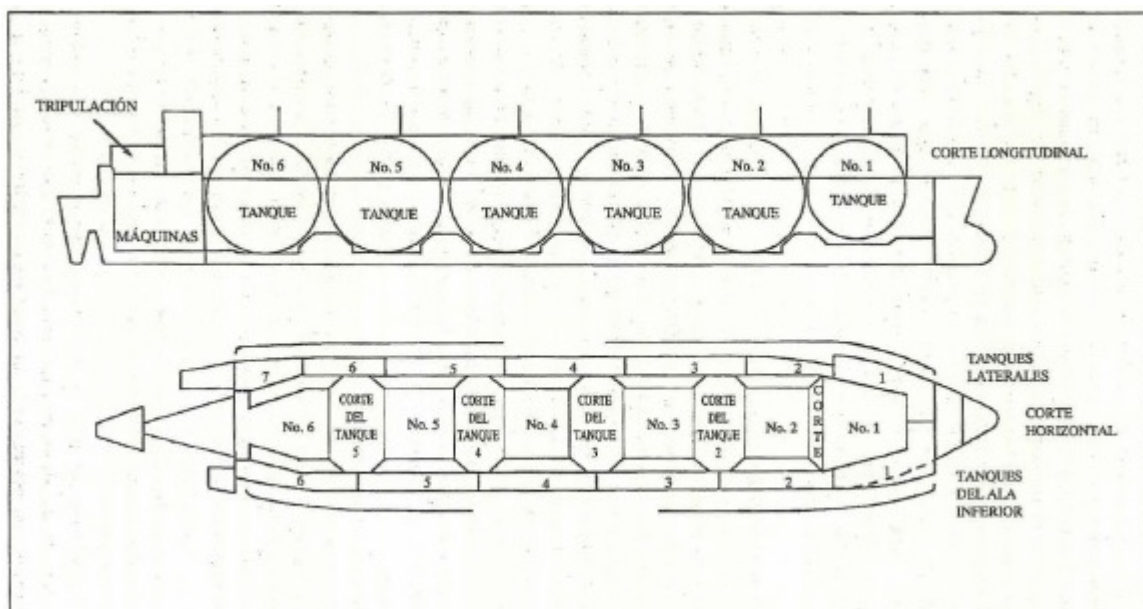 TRIPULACIÓN
No. 6 No. 5 No. 4 No. 3 No. 2 No. 1
CORTE LONGITUDINAL
TANQUE TANQUE TANQUE TANQUE TANQUE TANQUE
MÁQUINAS
7 6 5 4 3 2 1
TANQUES
LATERALES
No. 6
CORTE
DEL
TANQUE
5
No. 5
CORTE
DEL
TANQUE
4
No. 4
CORTE
DEL
TANQUE
3
No. 3
CORTE
DEL
TANQUE
2
No. 2
CORTE
No. 1
CORTE
HORIZONTAL
6 5 4 3 2 1
TANQUES
DEL ALA
INFERIOR